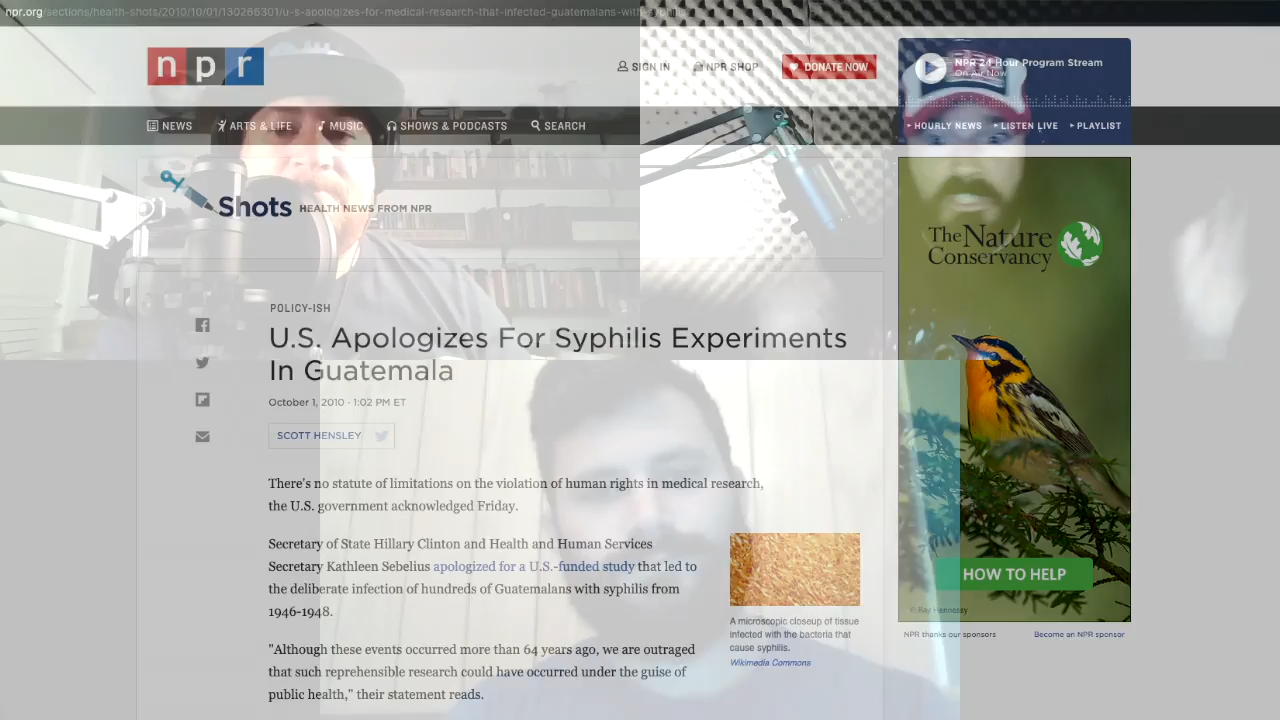 npr.org/sections/health-shots/2010/10/01/130266301/u-s-apologizes-for-medical-research-that-infected-guatemalans-with-syphilis
n p r
SIGN IN
NPR SHOP
DONATE NOW
NPR 24 Hour Program Stream
On Air Now
NEWS
ARTS & LIFE
MUSIC
SHOWS & PODCASTS
SEARCH
HOURLY NEWS
LISTEN LIVE
PLAYLIST
Shots
HEALTH NEWS FROM NPR
The Nature
Conservancy
POLICY-ISH
U.S. Apologizes For Syphilis Experiments
In Guatemala
October 1, 2010 · 1:02 PM ET
SCOTT HENSLEY
There's no statute of limitations on the violation of human rights in medical research,
the U.S. government acknowledged Friday.
Secretary of State Hillary Clinton and Health and Human Services
Secretary Kathleen Sebelius apologized for a U.S.-funded study that led to
the deliberate infection of hundreds of Guatemalans with syphilis from
1946-1948.
"Although these events occurred more than 64 years ago, we are outraged
that such reprehensible research could have occurred under the guise of
public health," their statement reads.
A microscopic closeup of tissue
infected with the bacteria that
cause syphilis.
Wikimedia Commons
HOW TO HELP
© Ray Hennessy
NPR thanks our sponsors
Become an NPR sponsor